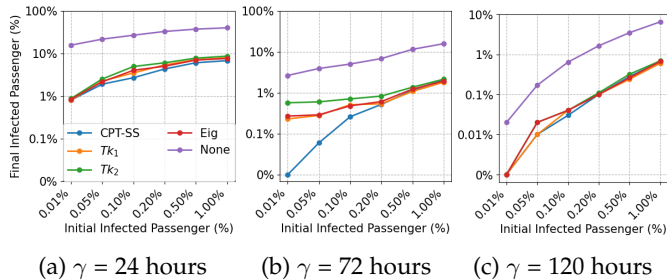 Final Infected Passenger (%)
100%
10%
1%
0.1%
0%
CPT-SS
Tk₁
Tk₂
Eig
None
0.01%
0.05%
0.10%
0.20%
0.50%
1.00%
Initial Infected Passenger (%)
(a) γ = 24 hours
100%
10%
1%
0.1%
0%
0.01%
0.05%
0.10%
0.20%
0.50%
1.00%
Initial Infected Passenger (%)
(b) γ = 72 hours
10%
1%
0.1%
0.01%
0%
0.01%
0.05%
0.10%
0.20%
0.50%
1.00%
Initial Infected Passenger (%)
(c) γ = 120 hours